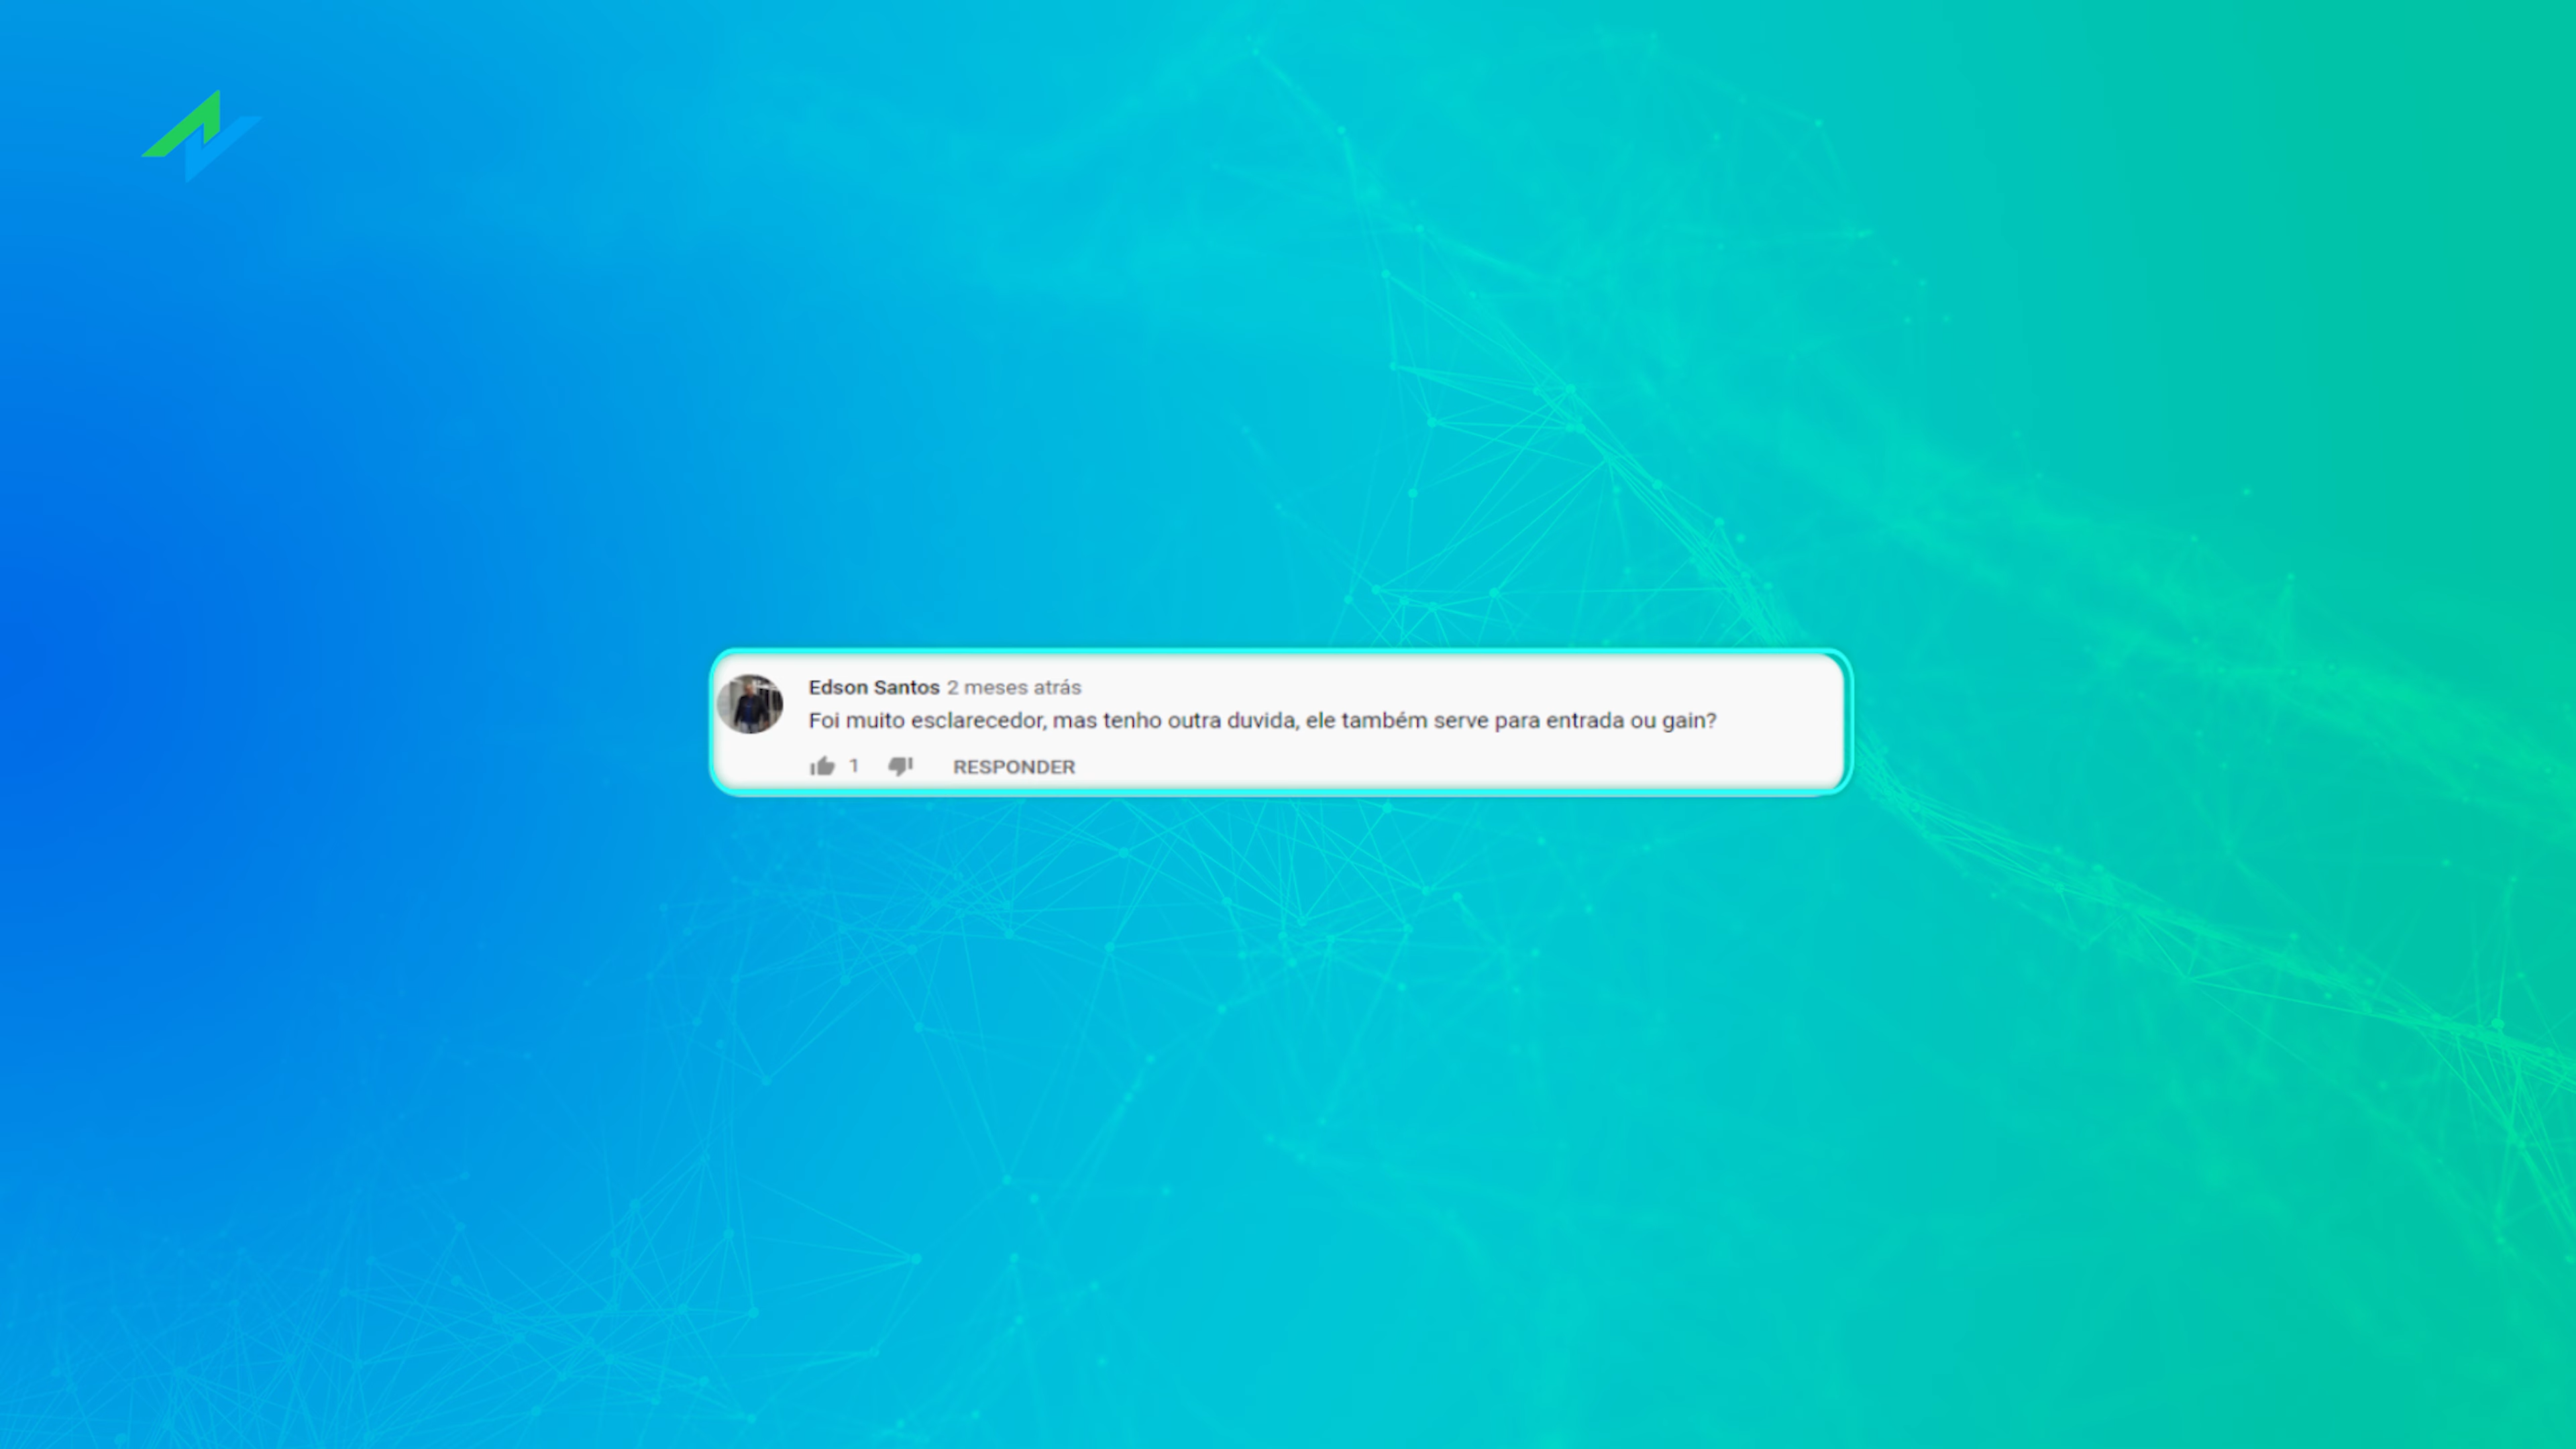 Edson Santos 2 meses atrás
Foi muito esclarecedor, mas tenho outra duvida, ele também serve para entrada ou gain?
1 RESPONDER